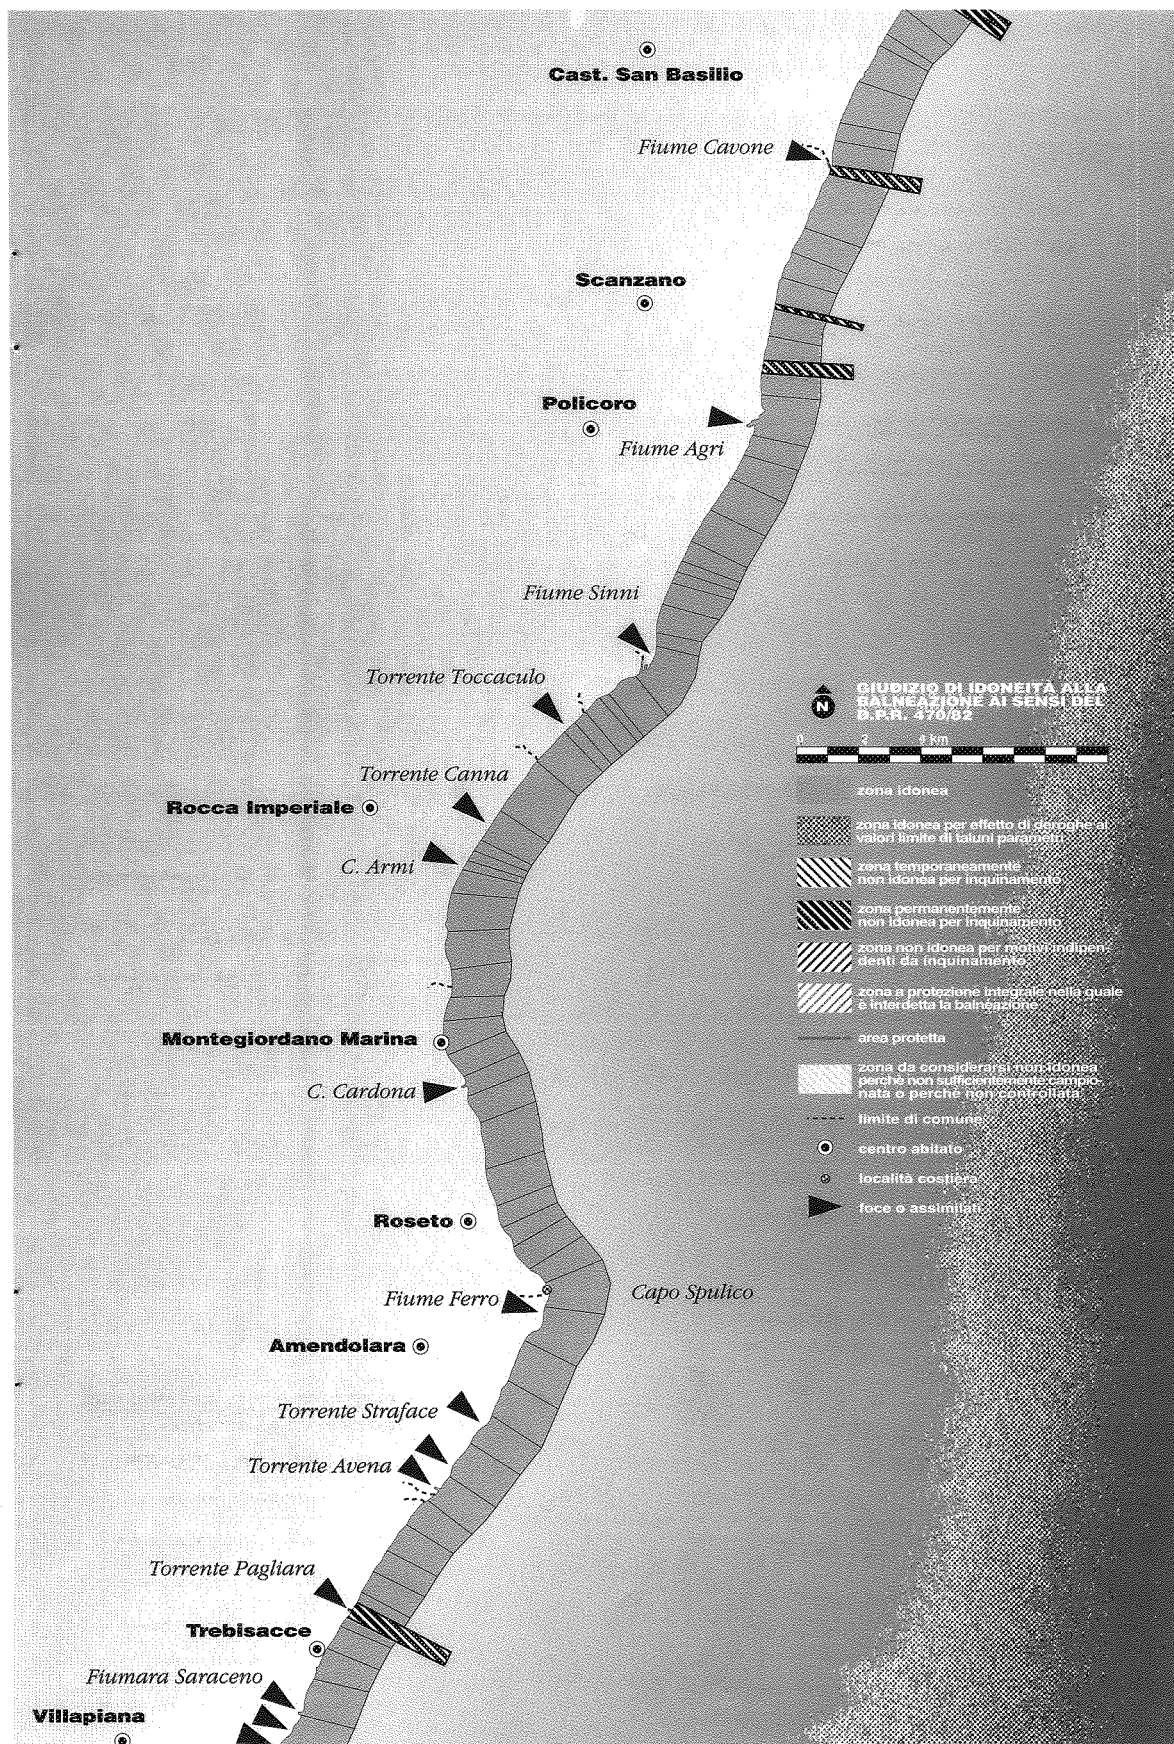 Cast. San Basilio
Fiume Cavone
Scanzano
Policoro
Fiume Agri
Fiume Sinni
Torrente Toccaculo
Torrente Canna
Rocca Imperiale
C. Armi
Montegiordano Marina
C. Cardona
Roseto
Fiume Ferro
Capo Spulico
Amendolara
Torrente Straface
Torrente Avena
Torrente Pagliara
Trebisacce
Fiumara Saraceno
Villapiana
N
GIUDIZIO DI IDONEITÀ ALLA
BALNEAZIONE AI SENSI DEL
D.P.R. 470/82
0 2 4 km
zona idonea
zona idonea per effetto di deroghe ai
valori limite di taluni parametri
zona temporaneamente
non idonea per inquinamento
zona permanentemente
non idonea per inquinamento
zona non idonea per motivi indipen-
denti da inquinamento
zona a protezione integrale nella quale
è interdetta la balneazione
area protetta
zona da considerarsi non idonea
perché non sufficientemente campio-
nata o perché non controllata
limite di comune
centro abitato
località costiera
foce o assimilati